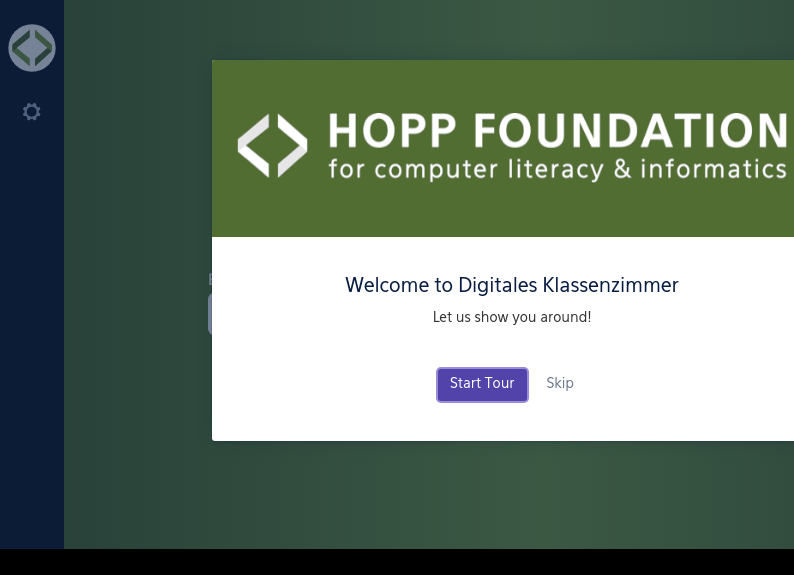 HOPP FOUNDATION
for computer literacy & informatics
Welcome to Digitales Klassenzimmer
Let us show you around!
Start Tour
Skip